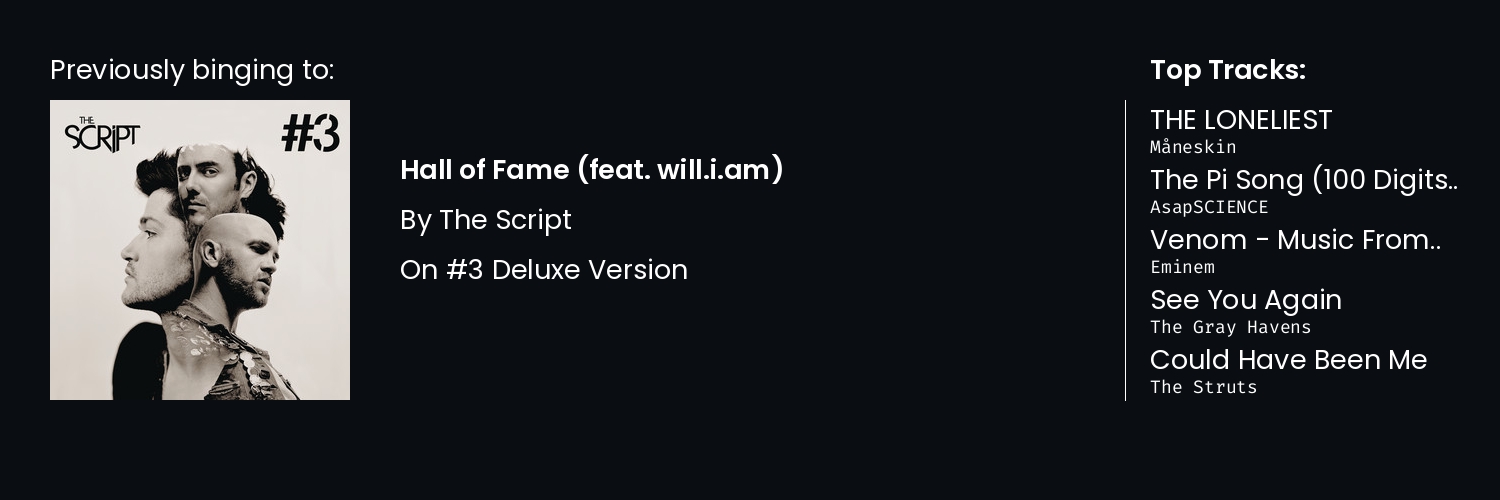 Previously binging to:
THE
SCRIPT
#3
Hall of Fame (feat. will.i.am)
By The Script
On #3 Deluxe Version
Top Tracks:
THE LONELIEST
Måneskin
The Pi Song (100 Digits..
AsapSCIENCE
Venom - Music From..
Eminem
See You Again
The Gray Havens
Could Have Been Me
The Struts